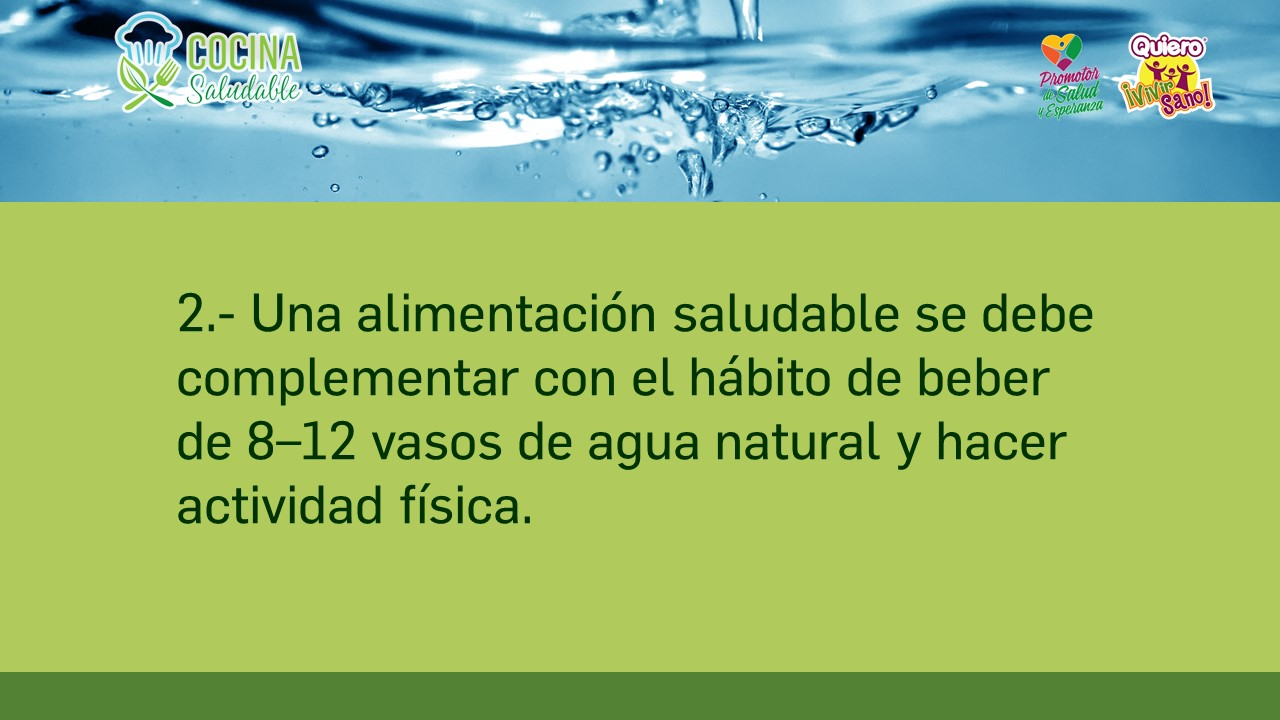 COCINA
Saludable
Promotor
de Salud
y Esperanza
Quiero
¡Vivir
Sano!
2.- Una alimentación saludable se debe
complementar con el hábito de beber
de 8–12 vasos de agua natural y hacer
actividad física.